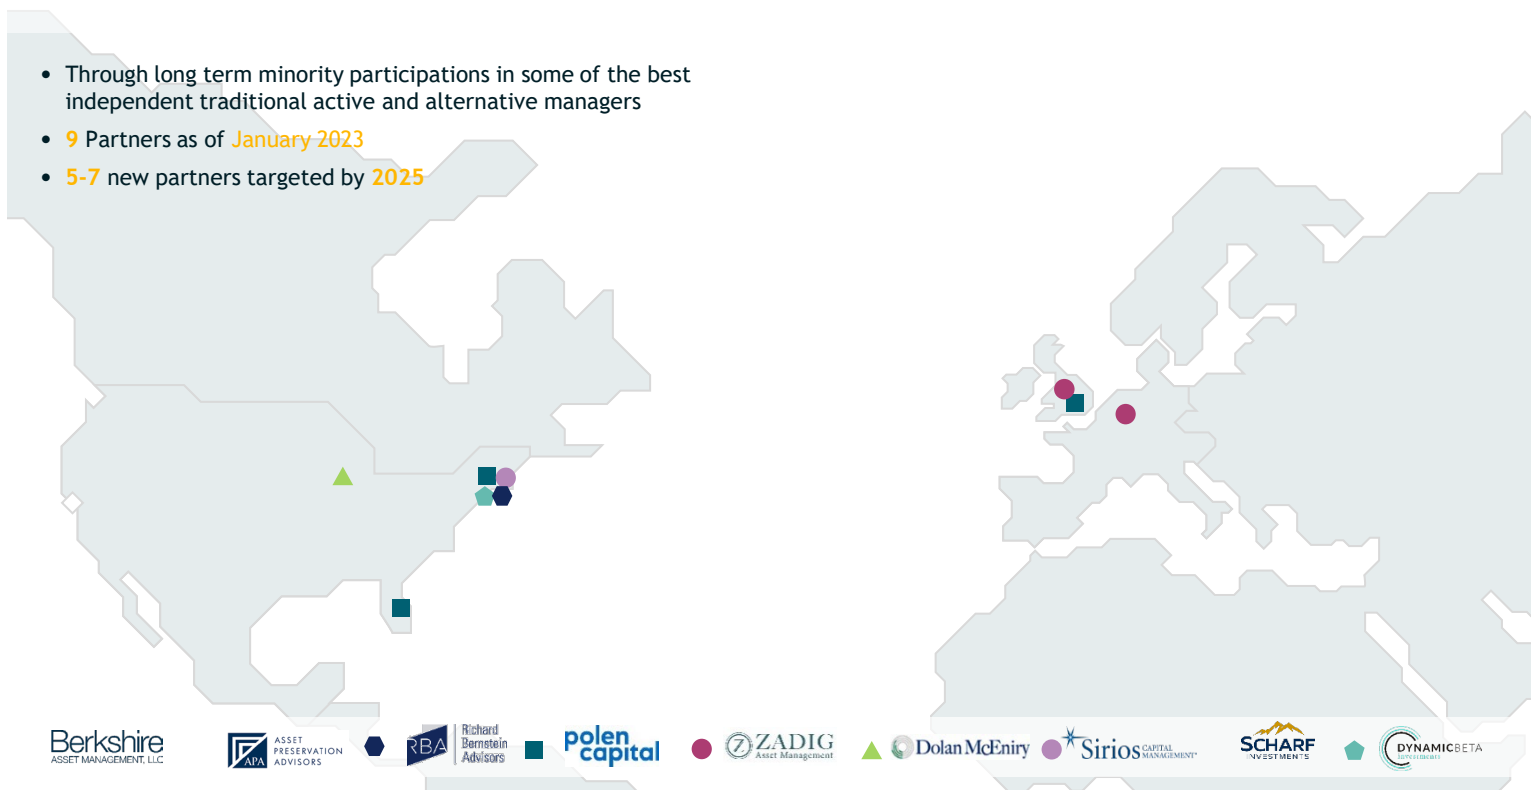 • Through long term minority participations in some of the best
independent traditional active and alternative managers
• 9 Partners as of January 2023
• 5-7 new partners targeted by 2025
Berkshire
ASSET MANAGEMENT, LLC
APA
ASSET
PRESERVATION
ADVISORS
RBA
Richard
Bernstein
Advisors
polen
capital
Z
ZADIG
Asset Management
Dolan McEniry
Sirios CAPITAL
MANAGEMENT
SCHARF
INVESTMENTS
DYNAMICBETA
investments